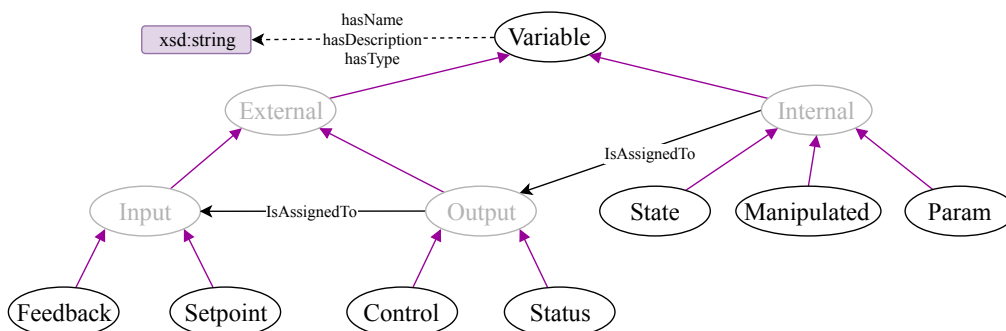 hasName
xsd:string
hasDescription
Variable
hasType
External
Internal
IsAssignedTo
Input
IsAssignedTo
Output
State
Manipulated
Param
Feedback
Setpoint
Control
Status